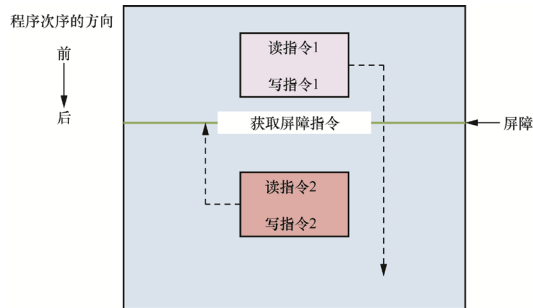 程序次序的方向
前
后
读指令1
写指令1
获取屏障指令
屏障
读指令2
写指令2